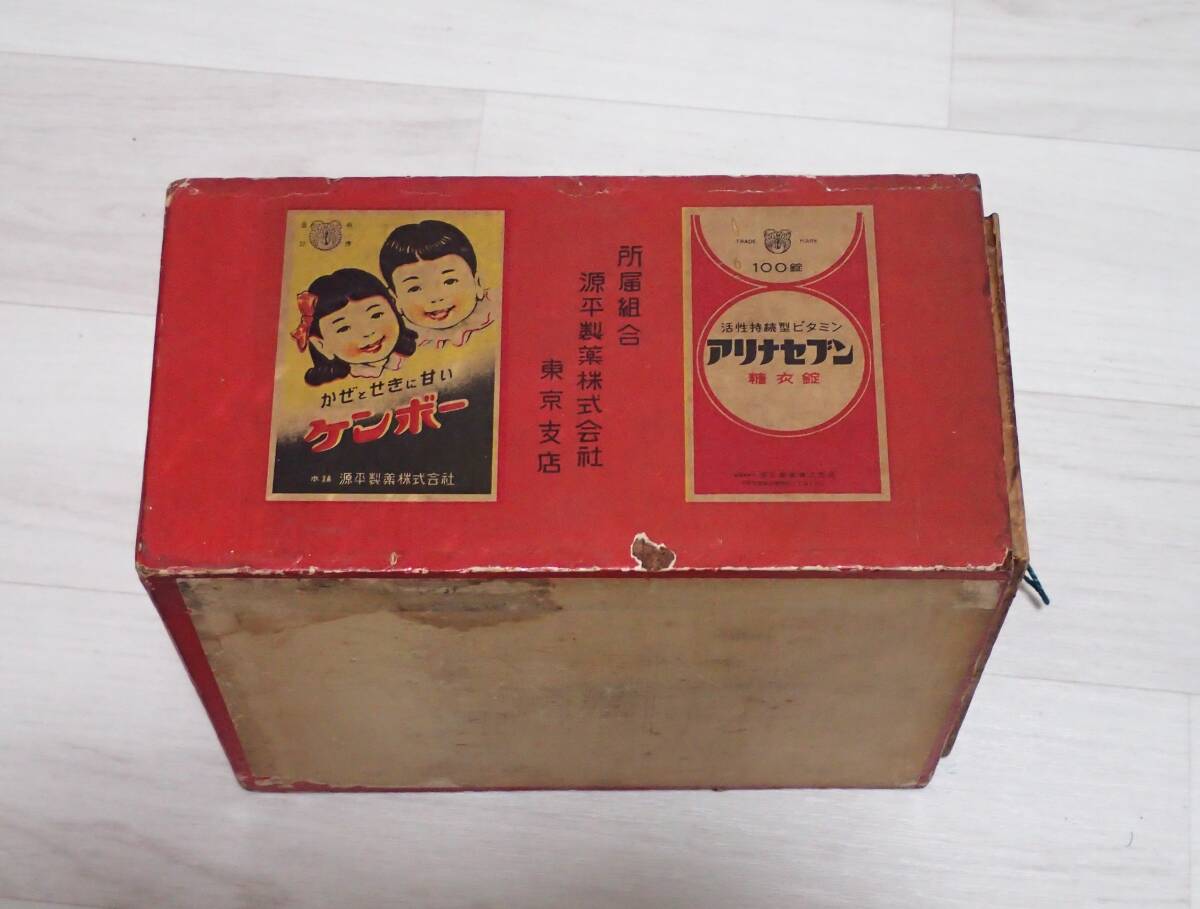 かぜとせきに甘い
ケンボー
本舗 源平製薬株式会社
所属組合
源平製薬株式会社
東京支店
TRADE MARK
100錠
活性持続型ビタミン
アリナセブン
糖衣錠